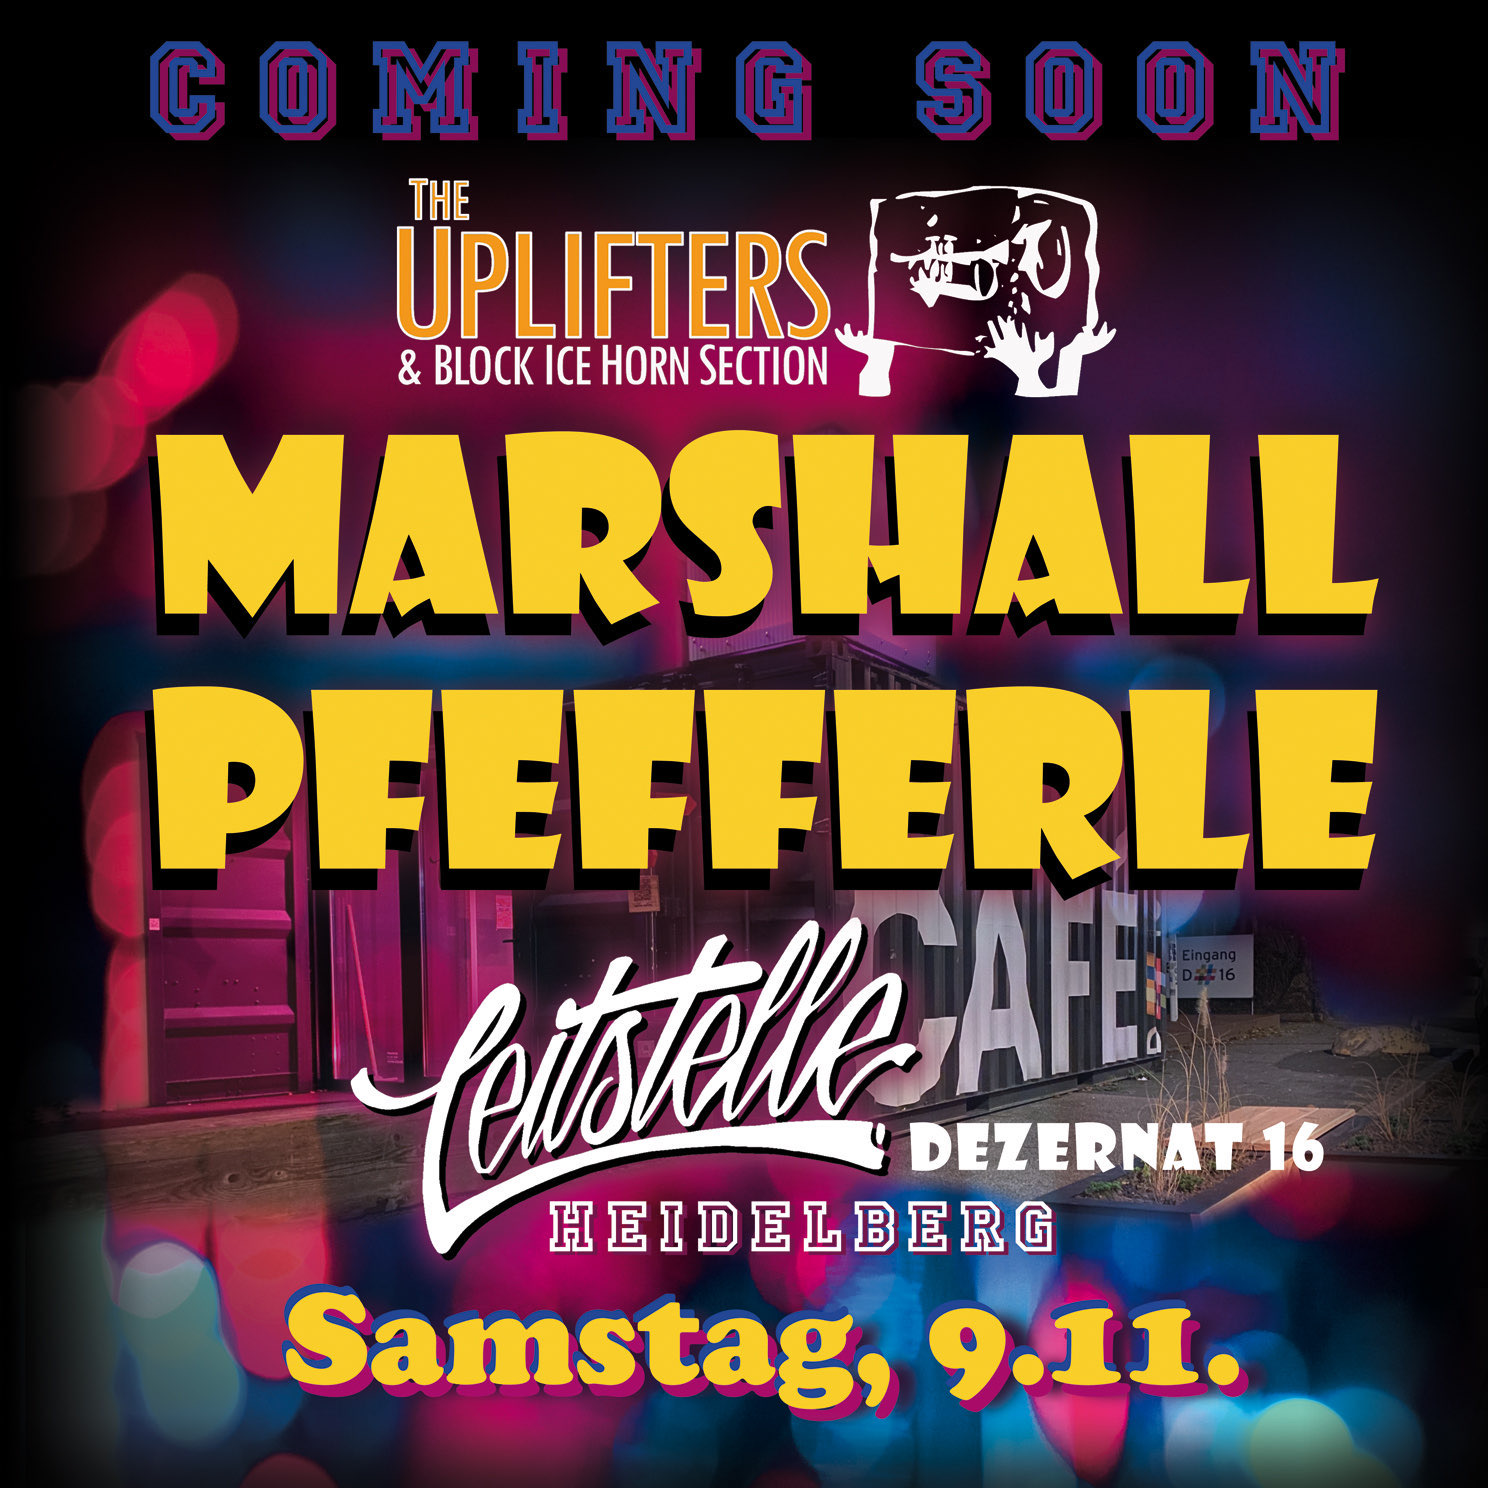 COMING SOON
THE
UPLIFTERS
& BLOCK ICE HORN SECTION
MARSHALL
PFEFFERLE
CAFE
Eingang
D#16
D
Leitstelle
DEZERNAT 16
HEIDELBERG
Samstag, 9.11.